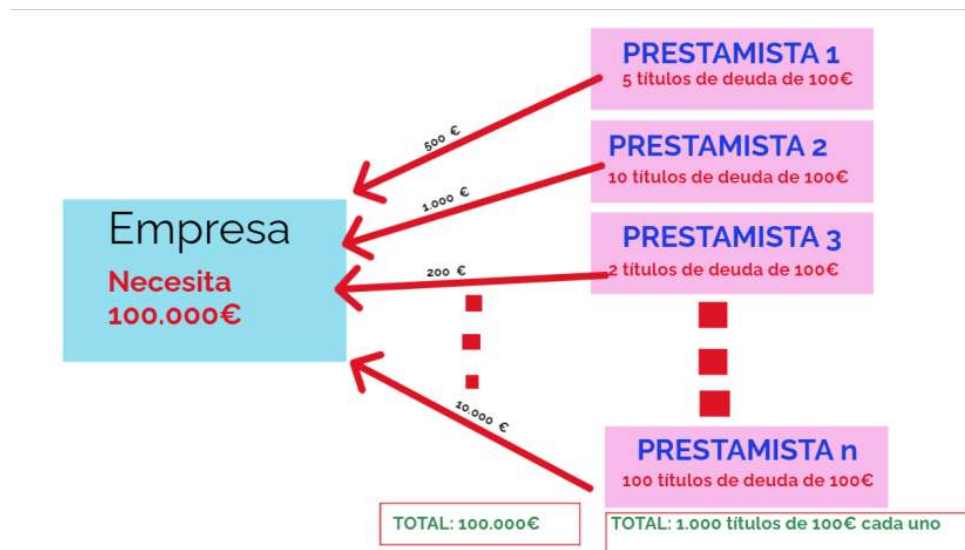 PRESTAMISTA 1
5 títulos de deuda de 100€
500 €
PRESTAMISTA 2
10 títulos de deuda de 100€
1.000 €
Empresa
Necesita
100.000€
PRESTAMISTA 3
2 títulos de deuda de 100€
200 €
10.000 €
PRESTAMISTA n
100 títulos de deuda de 100€
TOTAL: 100.000€
TOTAL: 1.000 títulos de 100€ cada uno